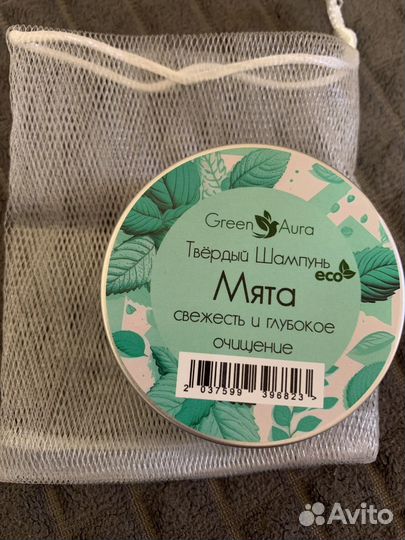 Green Aura
Твёрдый Шампунь
eco
Мята
свежесть и глубокое
очищение
2 037599 396823 >
Avito